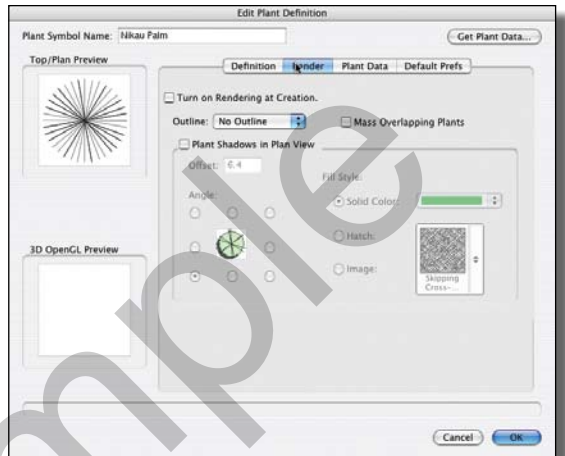 Edit Plant Definition
Plant Symbol Name: Nikau Palm
Get Plant Data...
Top/Plan Preview
Definition Render Plant Data Default Prefs
Turn on Rendering at Creation.
Outline: No Outline
Mass Overlapping Plants
Plant Shadows in Plan View
Offset: 6.4
Fill Style:
Angle:
Solid Color:
Hatch:
Image:
Skipping
Cross-...
3D OpenGL Preview
Cancel
OK